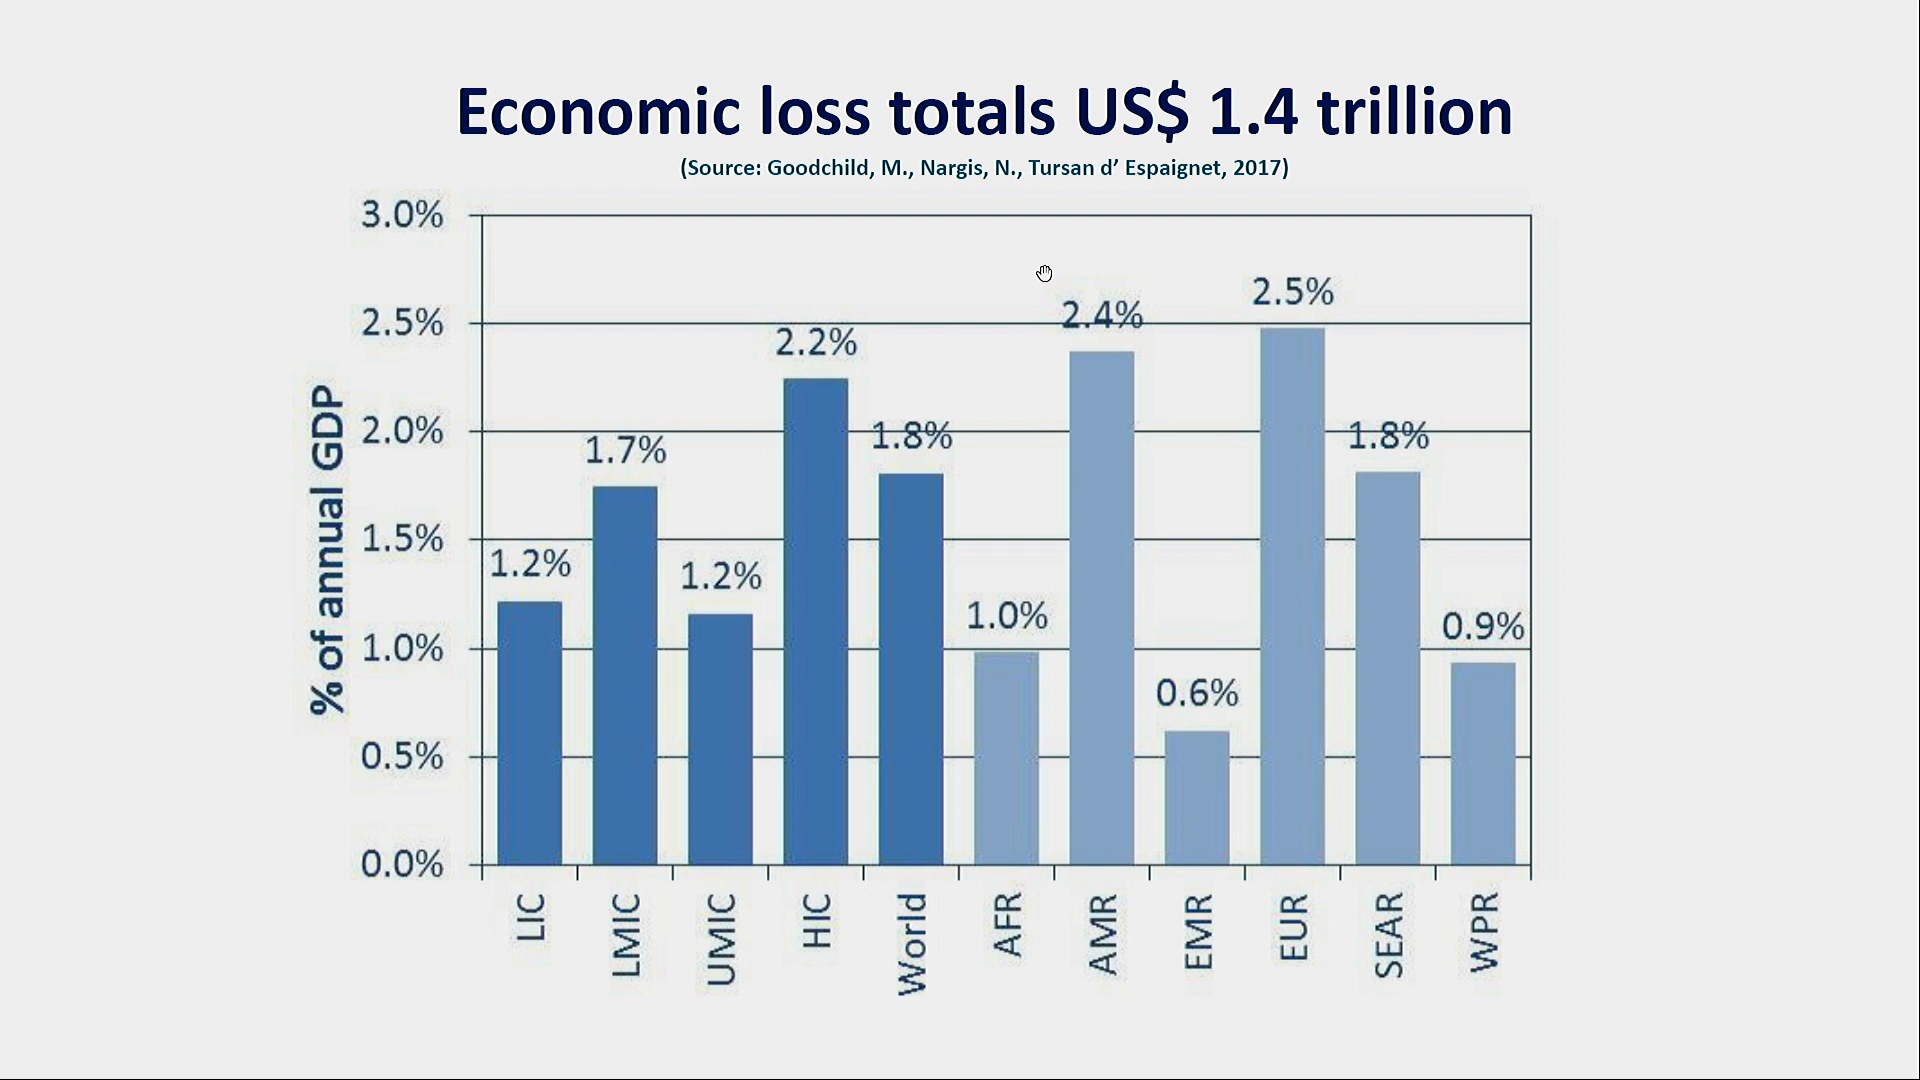 Economic loss totals US$ 1.4 trillion
(Source: Goodchild, M., Nargis, N., Tursan d’ Espaignet, 2017)
% of annual GDP
3.0%
2.5%
2.0%
1.5%
1.0%
0.5%
0.0%
1.2%
1.7%
1.2%
2.2%
1.8%
1.0%
2.4%
0.6%
2.5%
1.8%
0.9%
LIC
LMIC
UMIC
HIC
World
AFR
AMR
EMR
EUR
SEAR
WPR